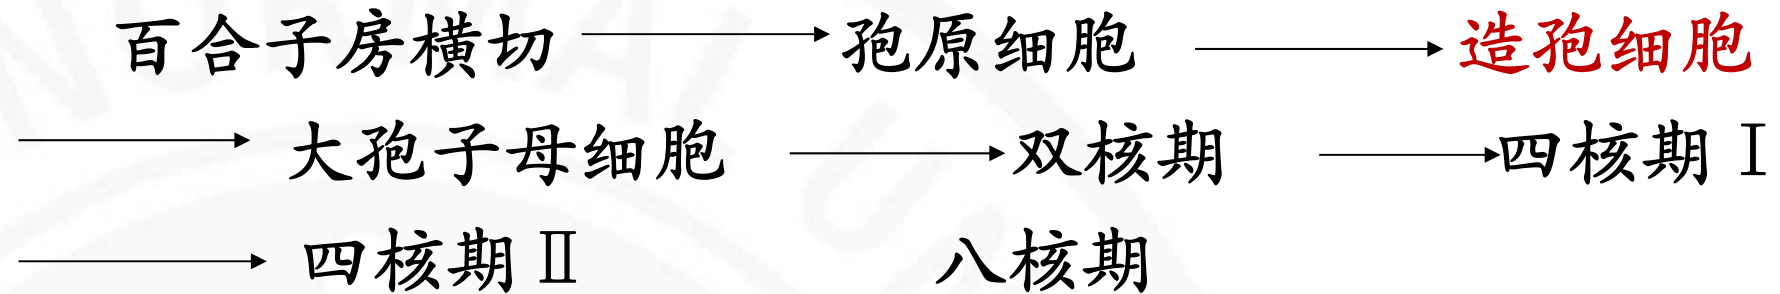 百合子房横切 → 孢原细胞 → 造孢细胞
→ 大孢子母细胞 → 双核期 → 四核期Ⅰ
→ 四核期Ⅱ 八核期